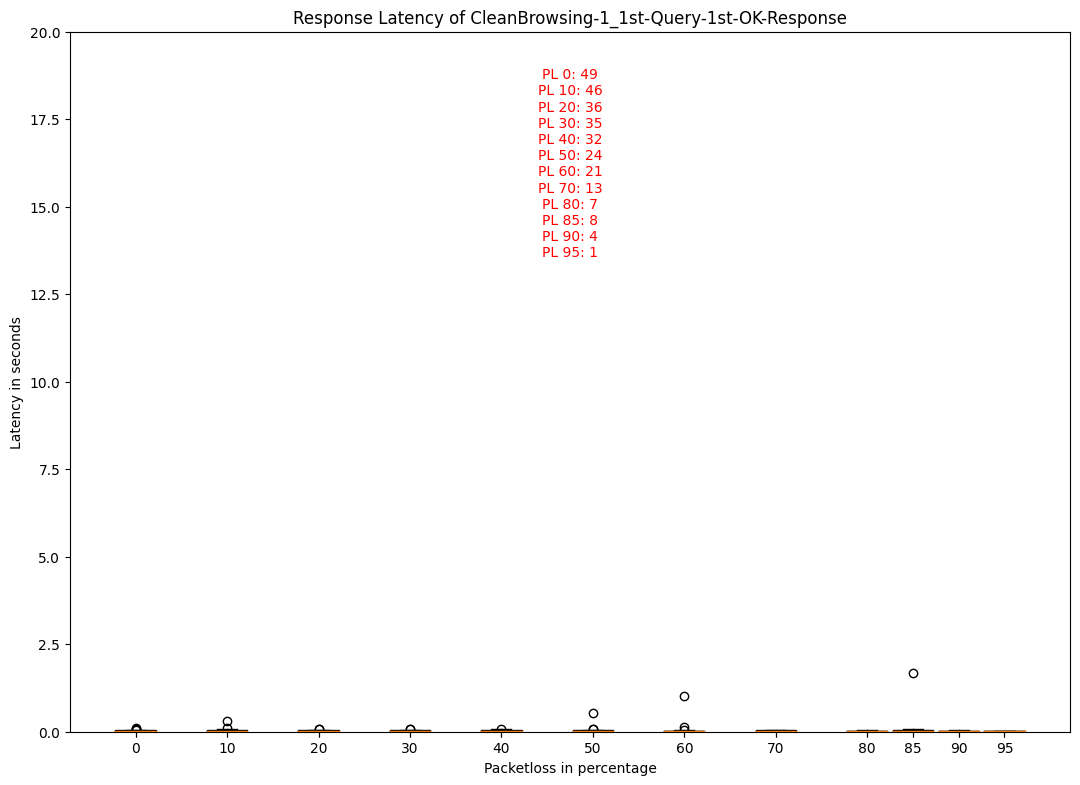 Response Latency of CleanBrowsing-1_1st-Query-1st-OK-Response
20.0
17.5
15.0
12.5
10.0
7.5
5.0
2.5
0.0
Latency in seconds
PL 0: 49
PL 10: 46
PL 20: 36
PL 30: 35
PL 40: 32
PL 50: 24
PL 60: 21
PL 70: 13
PL 80: 7
PL 85: 8
PL 90: 4
PL 95: 1
0 10 20 30 40 50 60 70 80 85 90 95
Packetloss in percentage